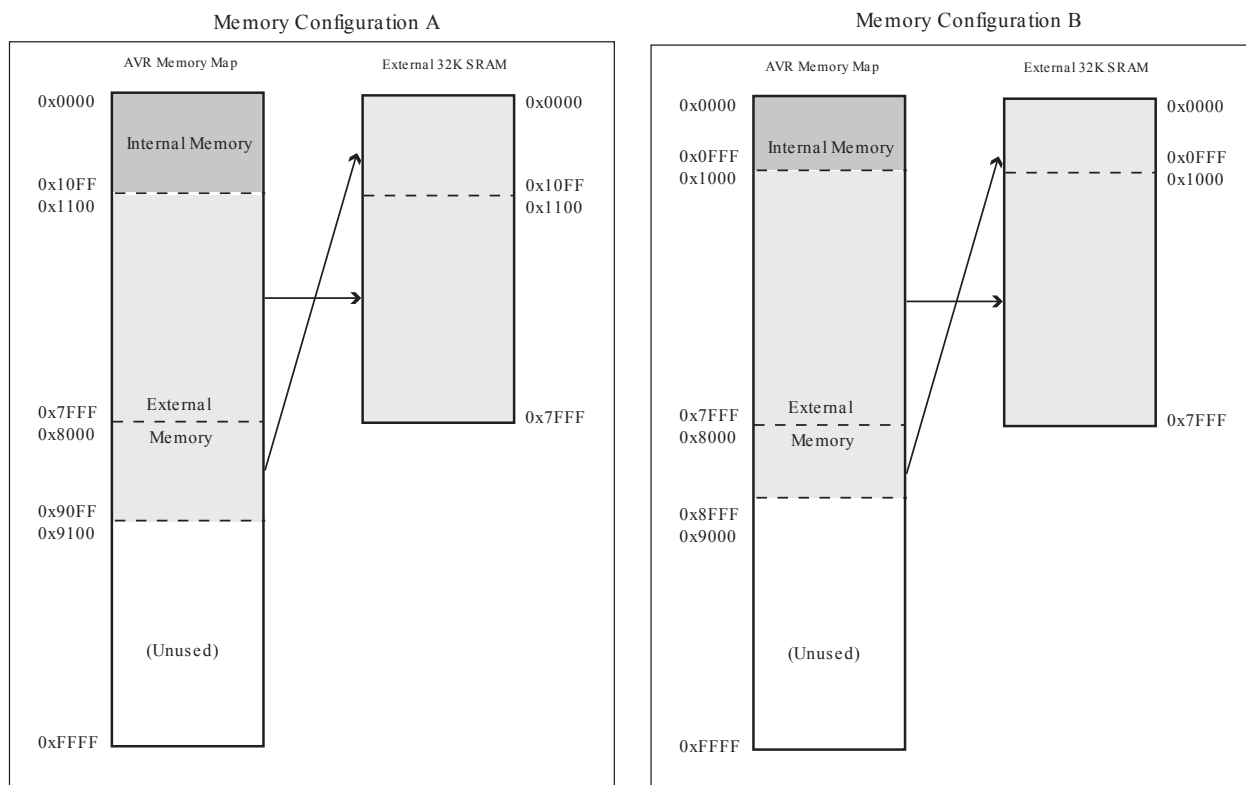 Memory Configuration A
AVR Memory Map
External 32K SRAM
0x0000
0x0000
Internal Memory
0x10FF
0x1100
0x10FF
0x1100
0x7FFF
0x8000
External
Memory
0x7FFF
0x90FF
0x9100
(Unused)
0xFFFF
Memory Configuration B
AVR Memory Map
External 32K SRAM
0x0000
0x0000
Internal Memory
0x0FFF
0x1000
0x0FFF
0x1000
0x7FFF
0x8000
External
Memory
0x7FFF
0x8FFF
0x9000
(Unused)
0xFFFF